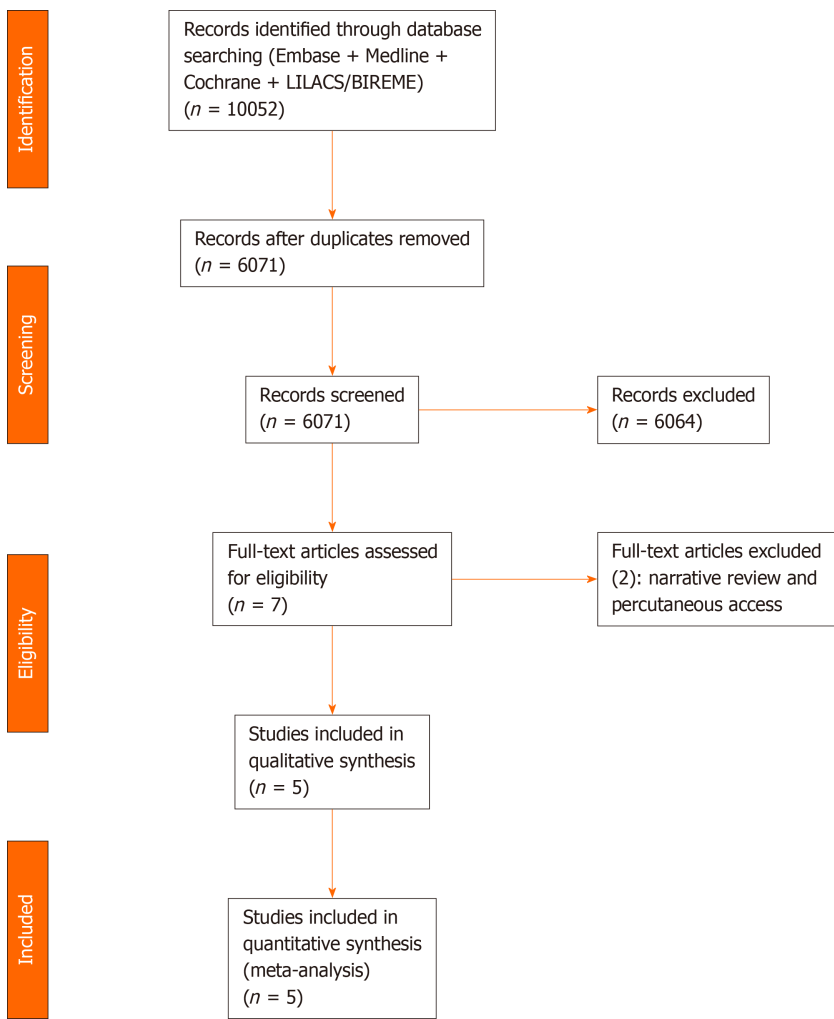 Identification
Records identified through database
searching (Embase + Medline +
Cochrane + LILACS/BIREME)
(n = 10052)
Records after duplicates removed
(n = 6071)
Screening
Records screened
(n = 6071)
Records excluded
(n = 6064)
Eligibility
Full-text articles assessed
for eligibility
(n = 7)
Full-text articles excluded
(2): narrative review and
percutaneous access
Studies included in
qualitative synthesis
(n = 5)
Included
Studies included in
quantitative synthesis
(meta-analysis)
(n = 5)